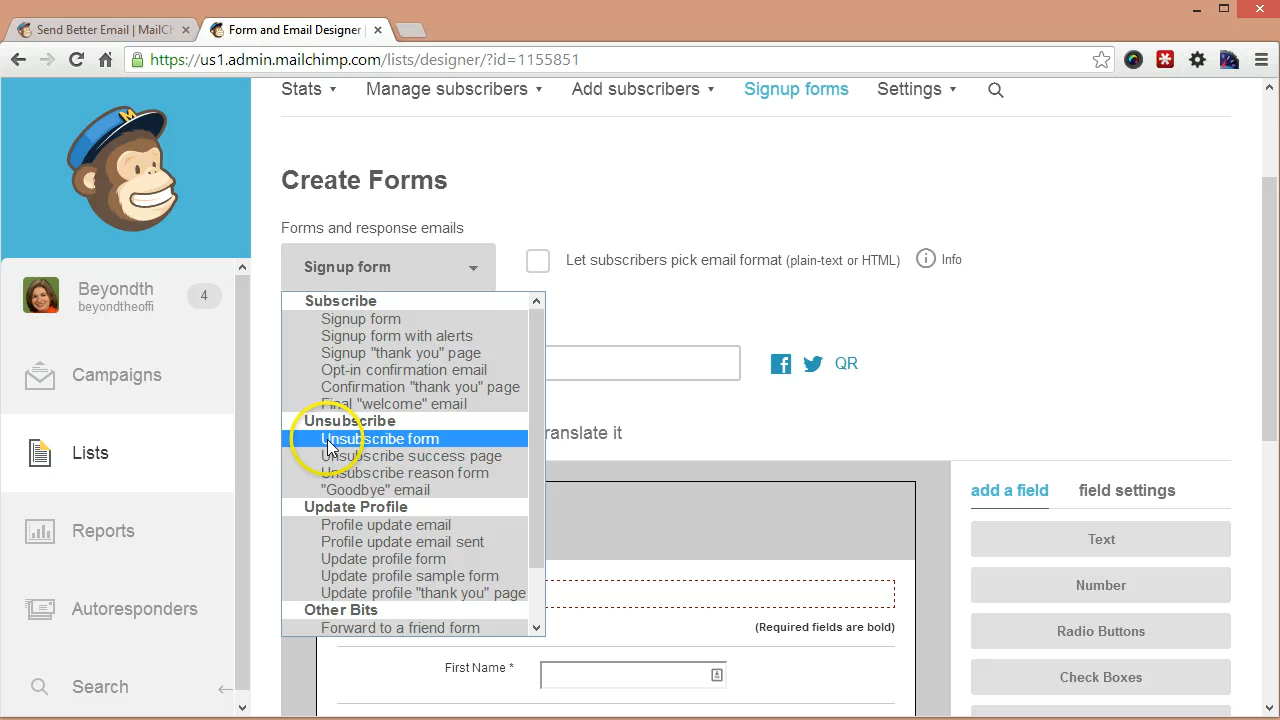 Send Better Email | MailCh
Form and Email Designer |
https://us1.admin.mailchimp.com/lists/designer/?id=1155851
Stats
Manage subscribers
Add subscribers
Signup forms
Settings
M
Beyondth
beyondtheoffi
4
Campaigns
Lists
Reports
Autoresponders
Search
Create Forms
Forms and response emails
Signup form
Let subscribers pick email format (plain-text or HTML)
i Info
Subscribe
Signup form
Signup form with alerts
Signup "thank you" page
Opt-in confirmation email
Confirmation "thank you" page
Final "welcome" email
Unsubscribe
Unsubscribe form
Unsubscribe success page
Unsubscribe reason form
"Goodbye" email
Update Profile
Profile update email
Profile update email sent
Update profile form
Update profile sample form
Update profile "thank you" page
Other Bits
Forward to a friend form
QR
ranslate it
(Required fields are bold)
First Name *
add a field
field settings
Text
Number
Radio Buttons
Check Boxes